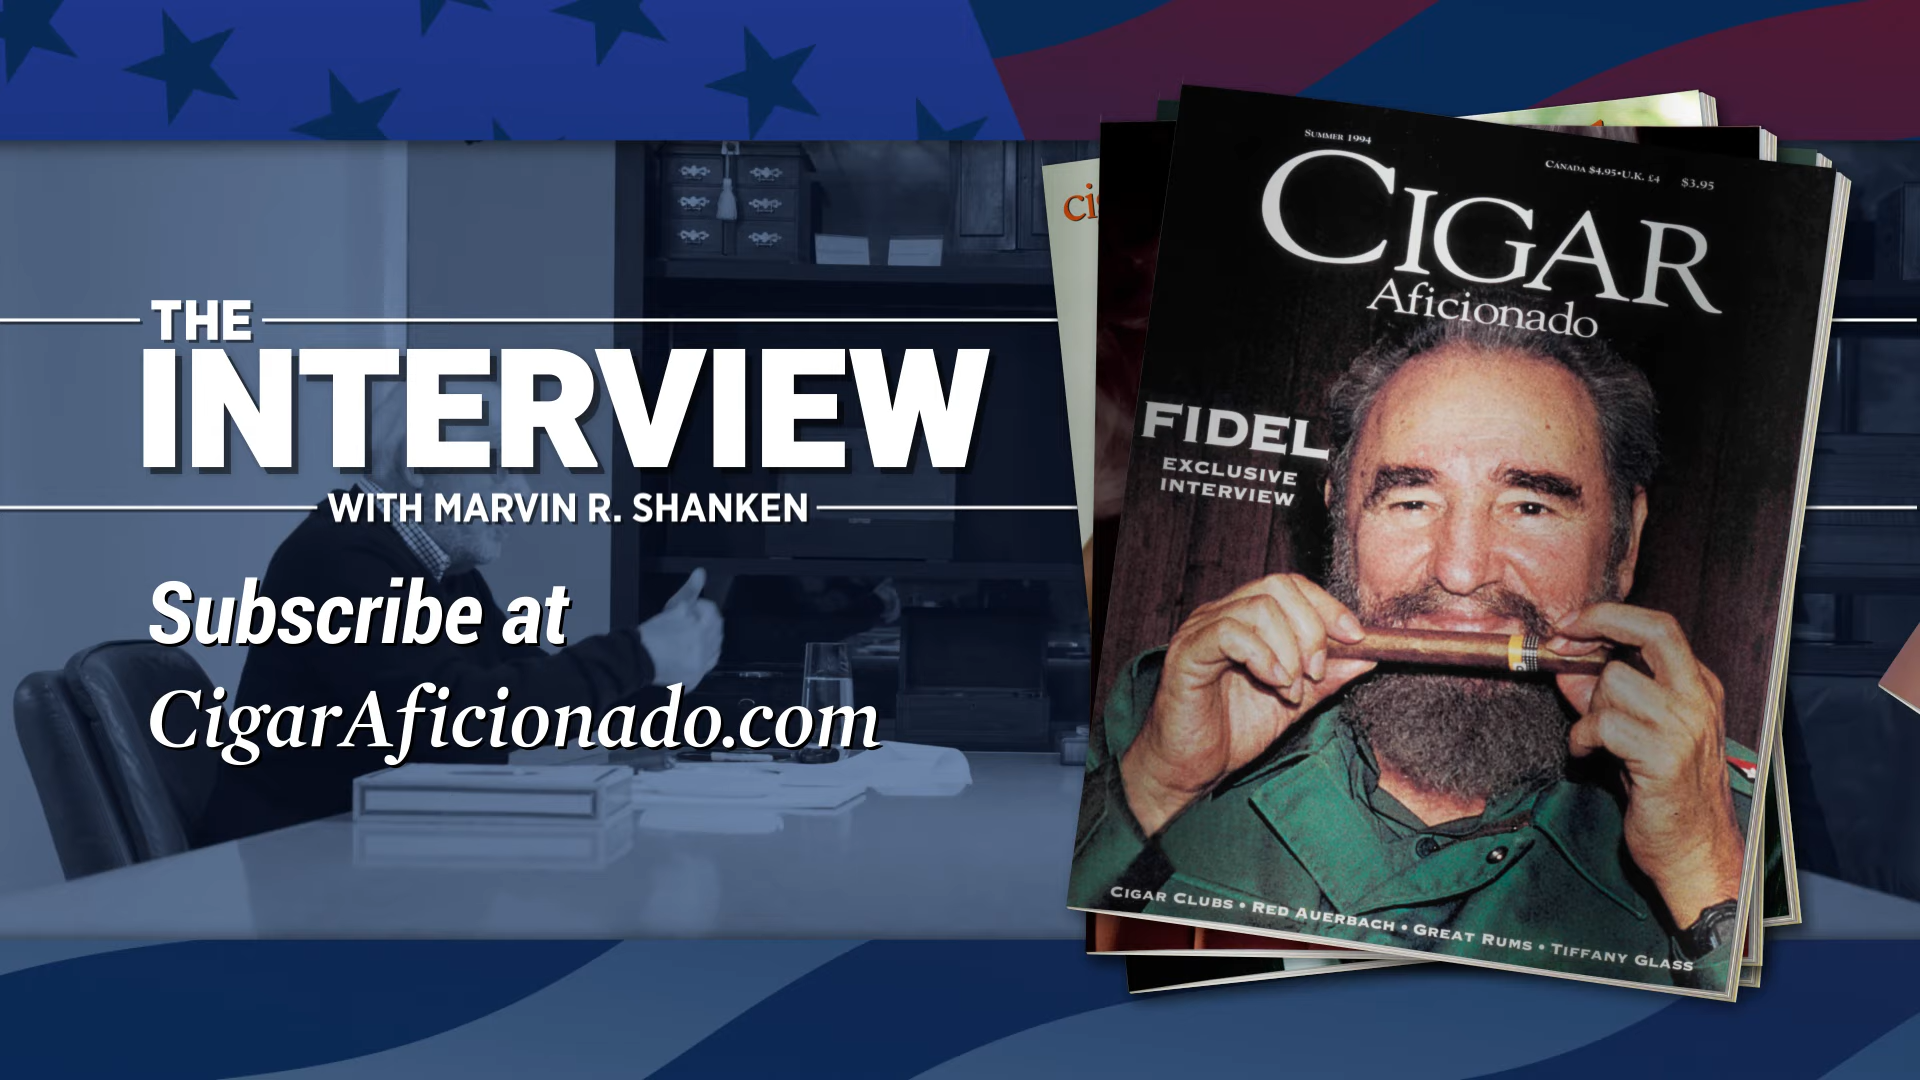 THE
INTERVIEW
WITH MARVIN R. SHANKEN
Subscribe at
CigarAficionado.com
SUMMER 1994
CANADA $4.95•U.K. £4 $3.95
CIGAR
Aficionado
FIDEL
EXCLUSIVE
INTERVIEW
CIGAR CLUBS • RED AUERBACH • GREAT RUMS • TIFFANY GLASS